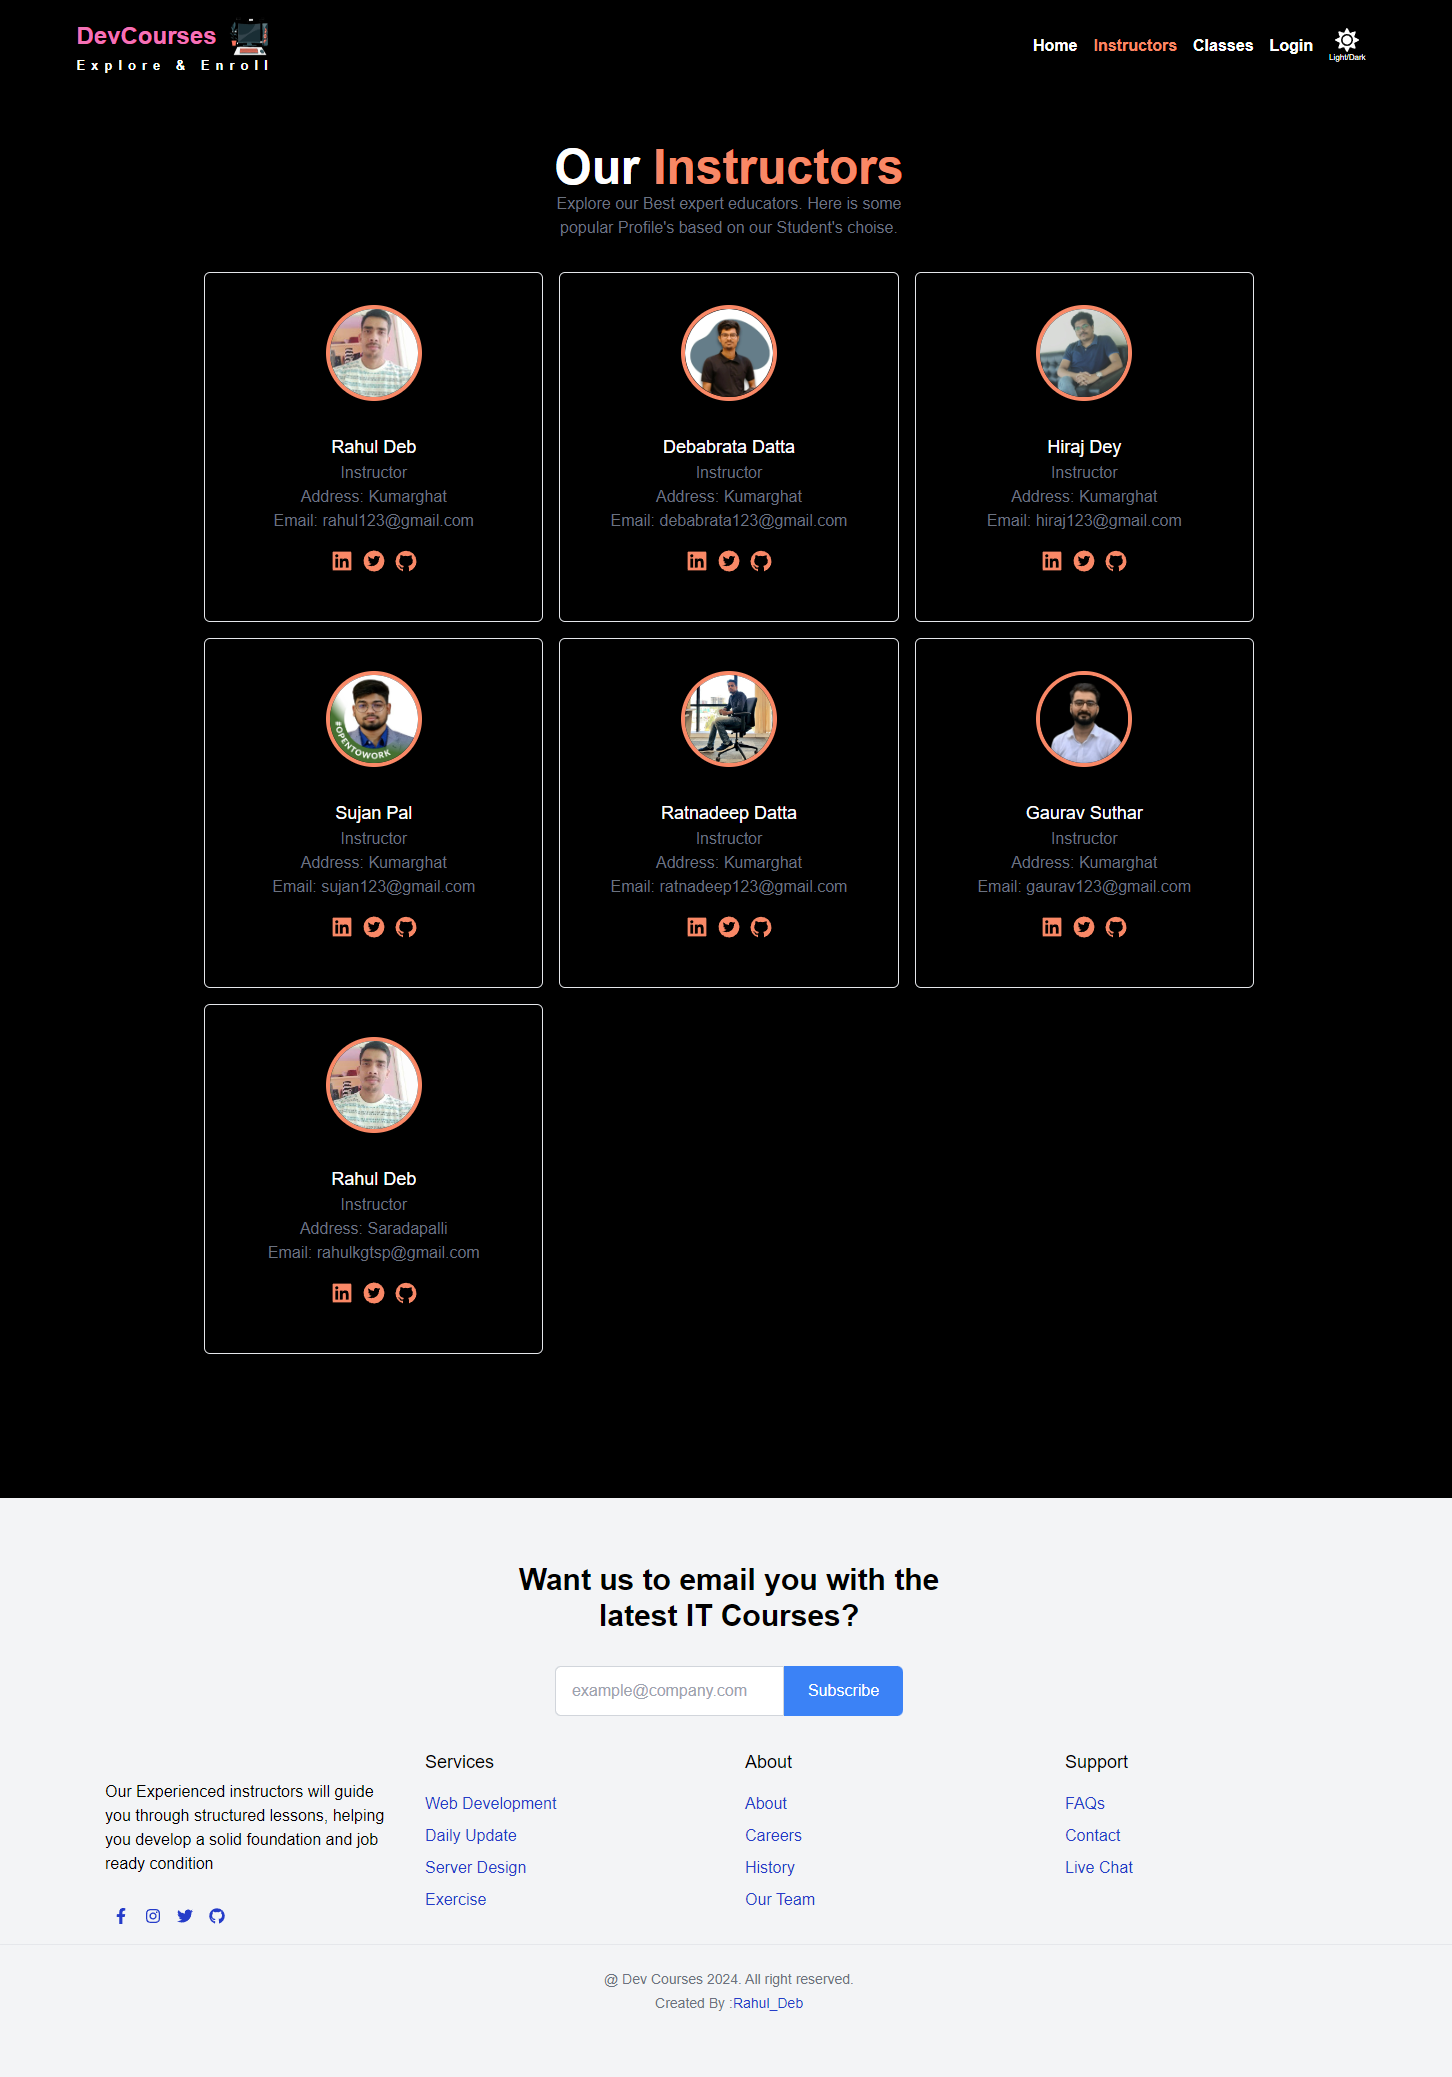 DevCourses
Explore & Enroll
Home Instructors Classes Login
Light/Dark
Our Instructors
Explore our Best expert educators. Here is some
popular Profile's based on our Student's choise.
Rahul Deb
Instructor
Address: Kumarghat
Email: rahul123@gmail.com
Debabrata Datta
Instructor
Address: Kumarghat
Email: debabrata123@gmail.com
Hiraj Dey
Instructor
Address: Kumarghat
Email: hiraj123@gmail.com
#OPENTOWORK
Sujan Pal
Instructor
Address: Kumarghat
Email: sujan123@gmail.com
Ratnadeep Datta
Instructor
Address: Kumarghat
Email: ratnadeep123@gmail.com
Gaurav Suthar
Instructor
Address: Kumarghat
Email: gaurav123@gmail.com
Rahul Deb
Instructor
Address: Saradapalli
Email: rahulkgtsp@gmail.com
Want us to email you with the
latest IT Courses?
example@company.com
Subscribe
Our Experienced instructors will guide
you through structured lessons, helping
you develop a solid foundation and job
ready condition
Services
Web Development
Daily Update
Server Design
Exercise
About
About
Careers
History
Our Team
Support
FAQs
Contact
Live Chat
@ Dev Courses 2024. All right reserved.
Created By :Rahul_Deb